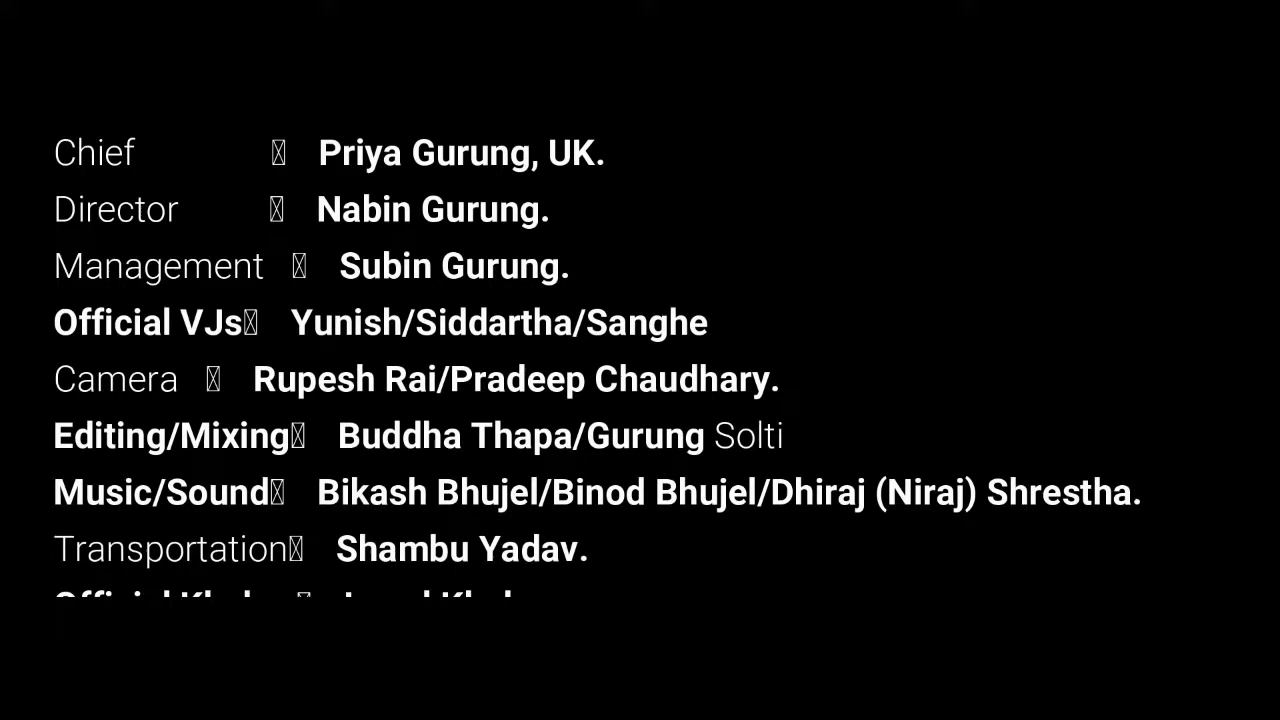 Chief Priya Gurung, UK.
Director Nabin Gurung.
Management Subin Gurung.
Official VJs Yunish/Siddartha/Sanghe
Camera Rupesh Rai/Pradeep Chaudhary.
Editing/Mixing Buddha Thapa/Gurung Solti
Music/Sound Bikash Bhujel/Binod Bhujel/Dhiraj (Niraj) Shrestha.
Transportation Shambu Yadav.
Official